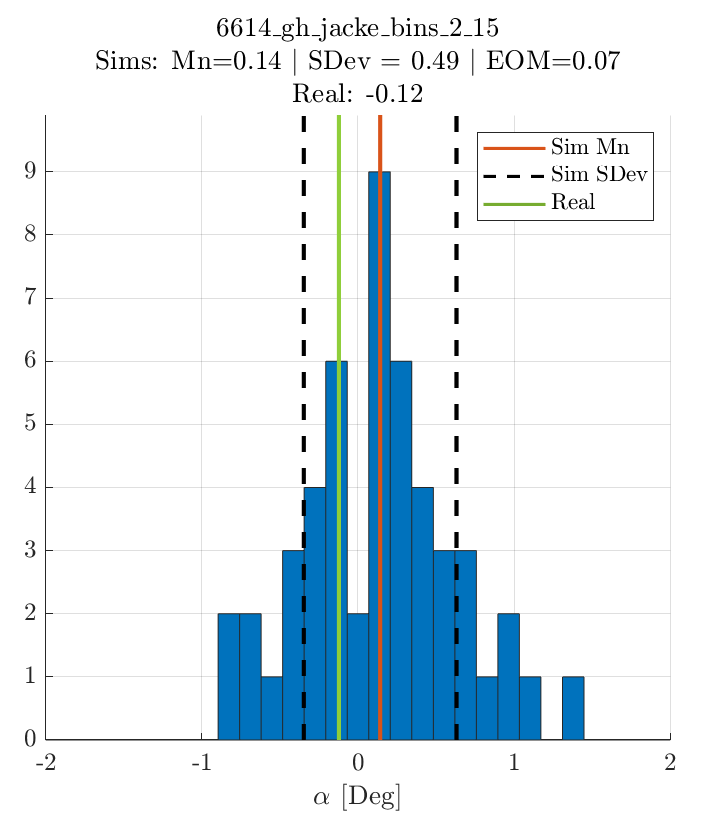 6614_gh_jacke_bins_2_15
Sims: Mn=0.14 | SDev = 0.49 | EOM=0.07
Real: -0.12
Sim Mn
Sim SDev
Real
9
8
7
6
5
4
3
2
1
0
-2 -1 0 1 2
α [Deg]